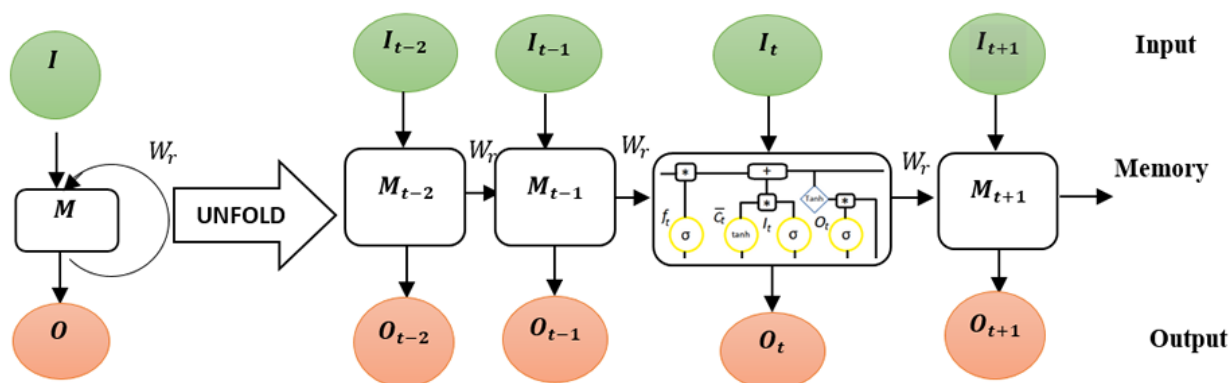 I
W_r
M
O
UNFOLD
I_{t-2}
I_{t-1}
I_t
I_{t+1}
Input
M_{t-2}
W_r
M_{t-1}
W_r
*
+
*
Tanh
*
f_t
σ
C̅_t
tanh
I_t
σ
O_t
σ
W_r
M_{t+1}
Memory
O_{t-2}
O_{t-1}
O_t
O_{t+1}
Output